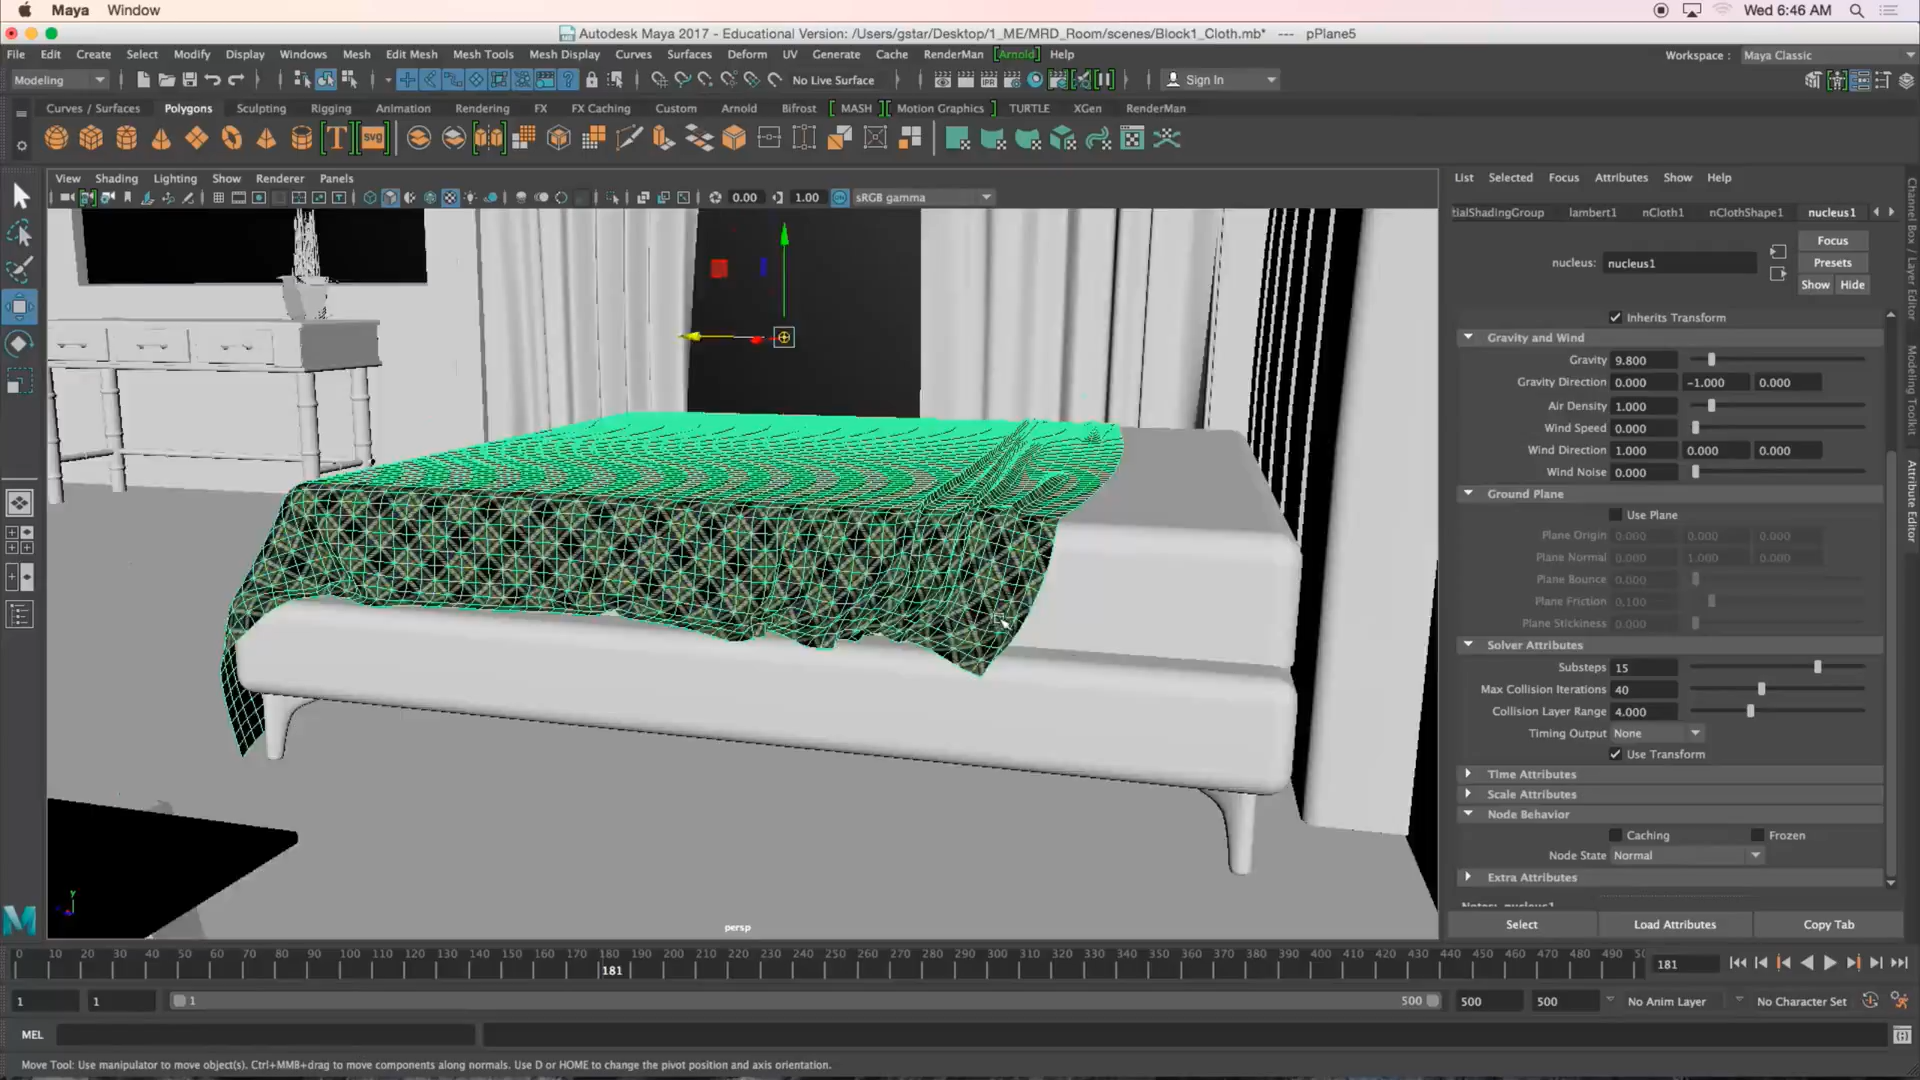 Maya Window Wed 6:46 AM
Autodesk Maya 2017 - Educational Version: /Users/gstar/Desktop/1_ME/MRD_Room/scenes/Block1_Cloth.mb* --- pPlane5
File Edit Create Select Modify Display Windows Mesh Mesh Tools Mesh Display Curves Surfaces Deform UV Generate Cache RenderMan [Arnold] Help Workspace : Maya Classic
Modeling No Live Surface Sign In
Curves / Surfaces Polygons Sculpting Rigging Animation Rendering FX FX Caching Custom Arnold Bifrost [ MASH ] [ Motion Graphics ] TURTLE XGen RenderMan
T SVG
View Shading Lighting Show Renderer Panels
0.00 1.00 sRGB gamma
List Selected Focus Attributes Show Help
tialShadingGroup lambert1 nCloth1 nClothShape1 nucleus1
Focus
nucleus: nucleus1 Presets
Show Hide
Inherits Transform
Gravity and Wind
Gravity 9.800
Gravity Direction 0.000 -1.000 0.000
Air Density 1.000
Wind Speed 0.000
Wind Direction 1.000 0.000 0.000
Wind Noise 0.000
Ground Plane
Use Plane
Plane Origin 0.000 0.000 0.000
Plane Normal 0.000 1.000 0.000
Plane Bounce 0.000
Plane Friction 0.100
Plane Stickiness 0.000
Solver Attributes
Substeps 15
Max Collision Iterations 40
Collision Layer Range 4.000
Timing Output None
Use Transform
Time Attributes
Scale Attributes
Node Behavior
Caching Frozen
Node State Normal
Extra Attributes
Notes: nucleus1
Select Load Attributes Copy Tab
Channel Box / Layer Editor
Modeling Toolkit
Attribute Editor
y
persp
0 10 20 30 40 50 60 70 80 90 100 110 120 130 140 150 160 170 180 190 200 210 220 230 240 250 260 270 280 290 300 310 320 330 340 350 360 370 380 390 400 410 420 430 440 450 460 470 480 490 50
181 181
1 1 1 500 500 500 No Anim Layer No Character Set
MEL
Move Tool: Use manipulator to move object(s). Ctrl+MMB+drag to move components along normals. Use D or HOME to change the pivot position and axis orientation.